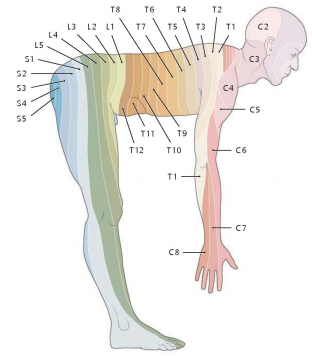 T8 T6 T4 T2
L3 L2 L1 T7 T5 T3 T1
L4
L5
S1
S2
S3
S4
S5
C2
C3
C4
C5
T11 T9
T12 T10
C6
T1
C7
C8